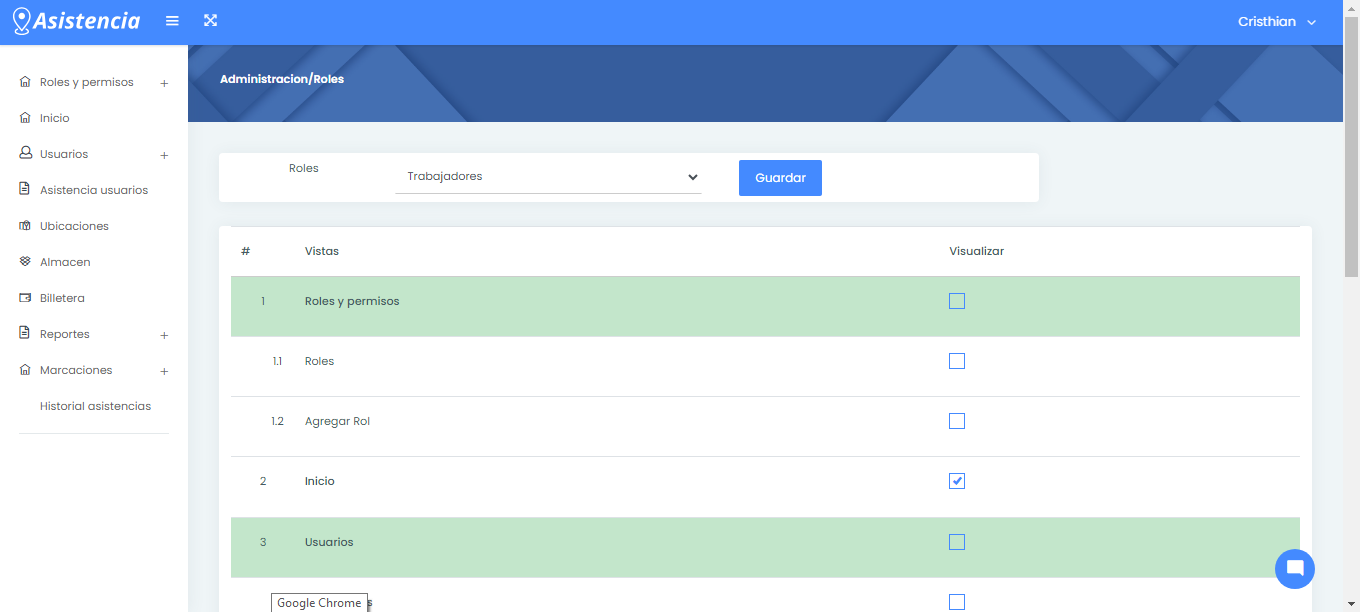 Asistencia
Cristhian
Roles y permisos +
Inicio
Usuarios +
Asistencia usuarios
Ubicaciones
Almacen
Billetera
Reportes +
Marcaciones +
Historial asistencias
Administracion/Roles
Roles Trabajadores Guardar
# Vistas Visualizar
1 Roles y permisos
1.1 Roles
1.2 Agregar Rol
2 Inicio
3 Usuarios
Google Chrome